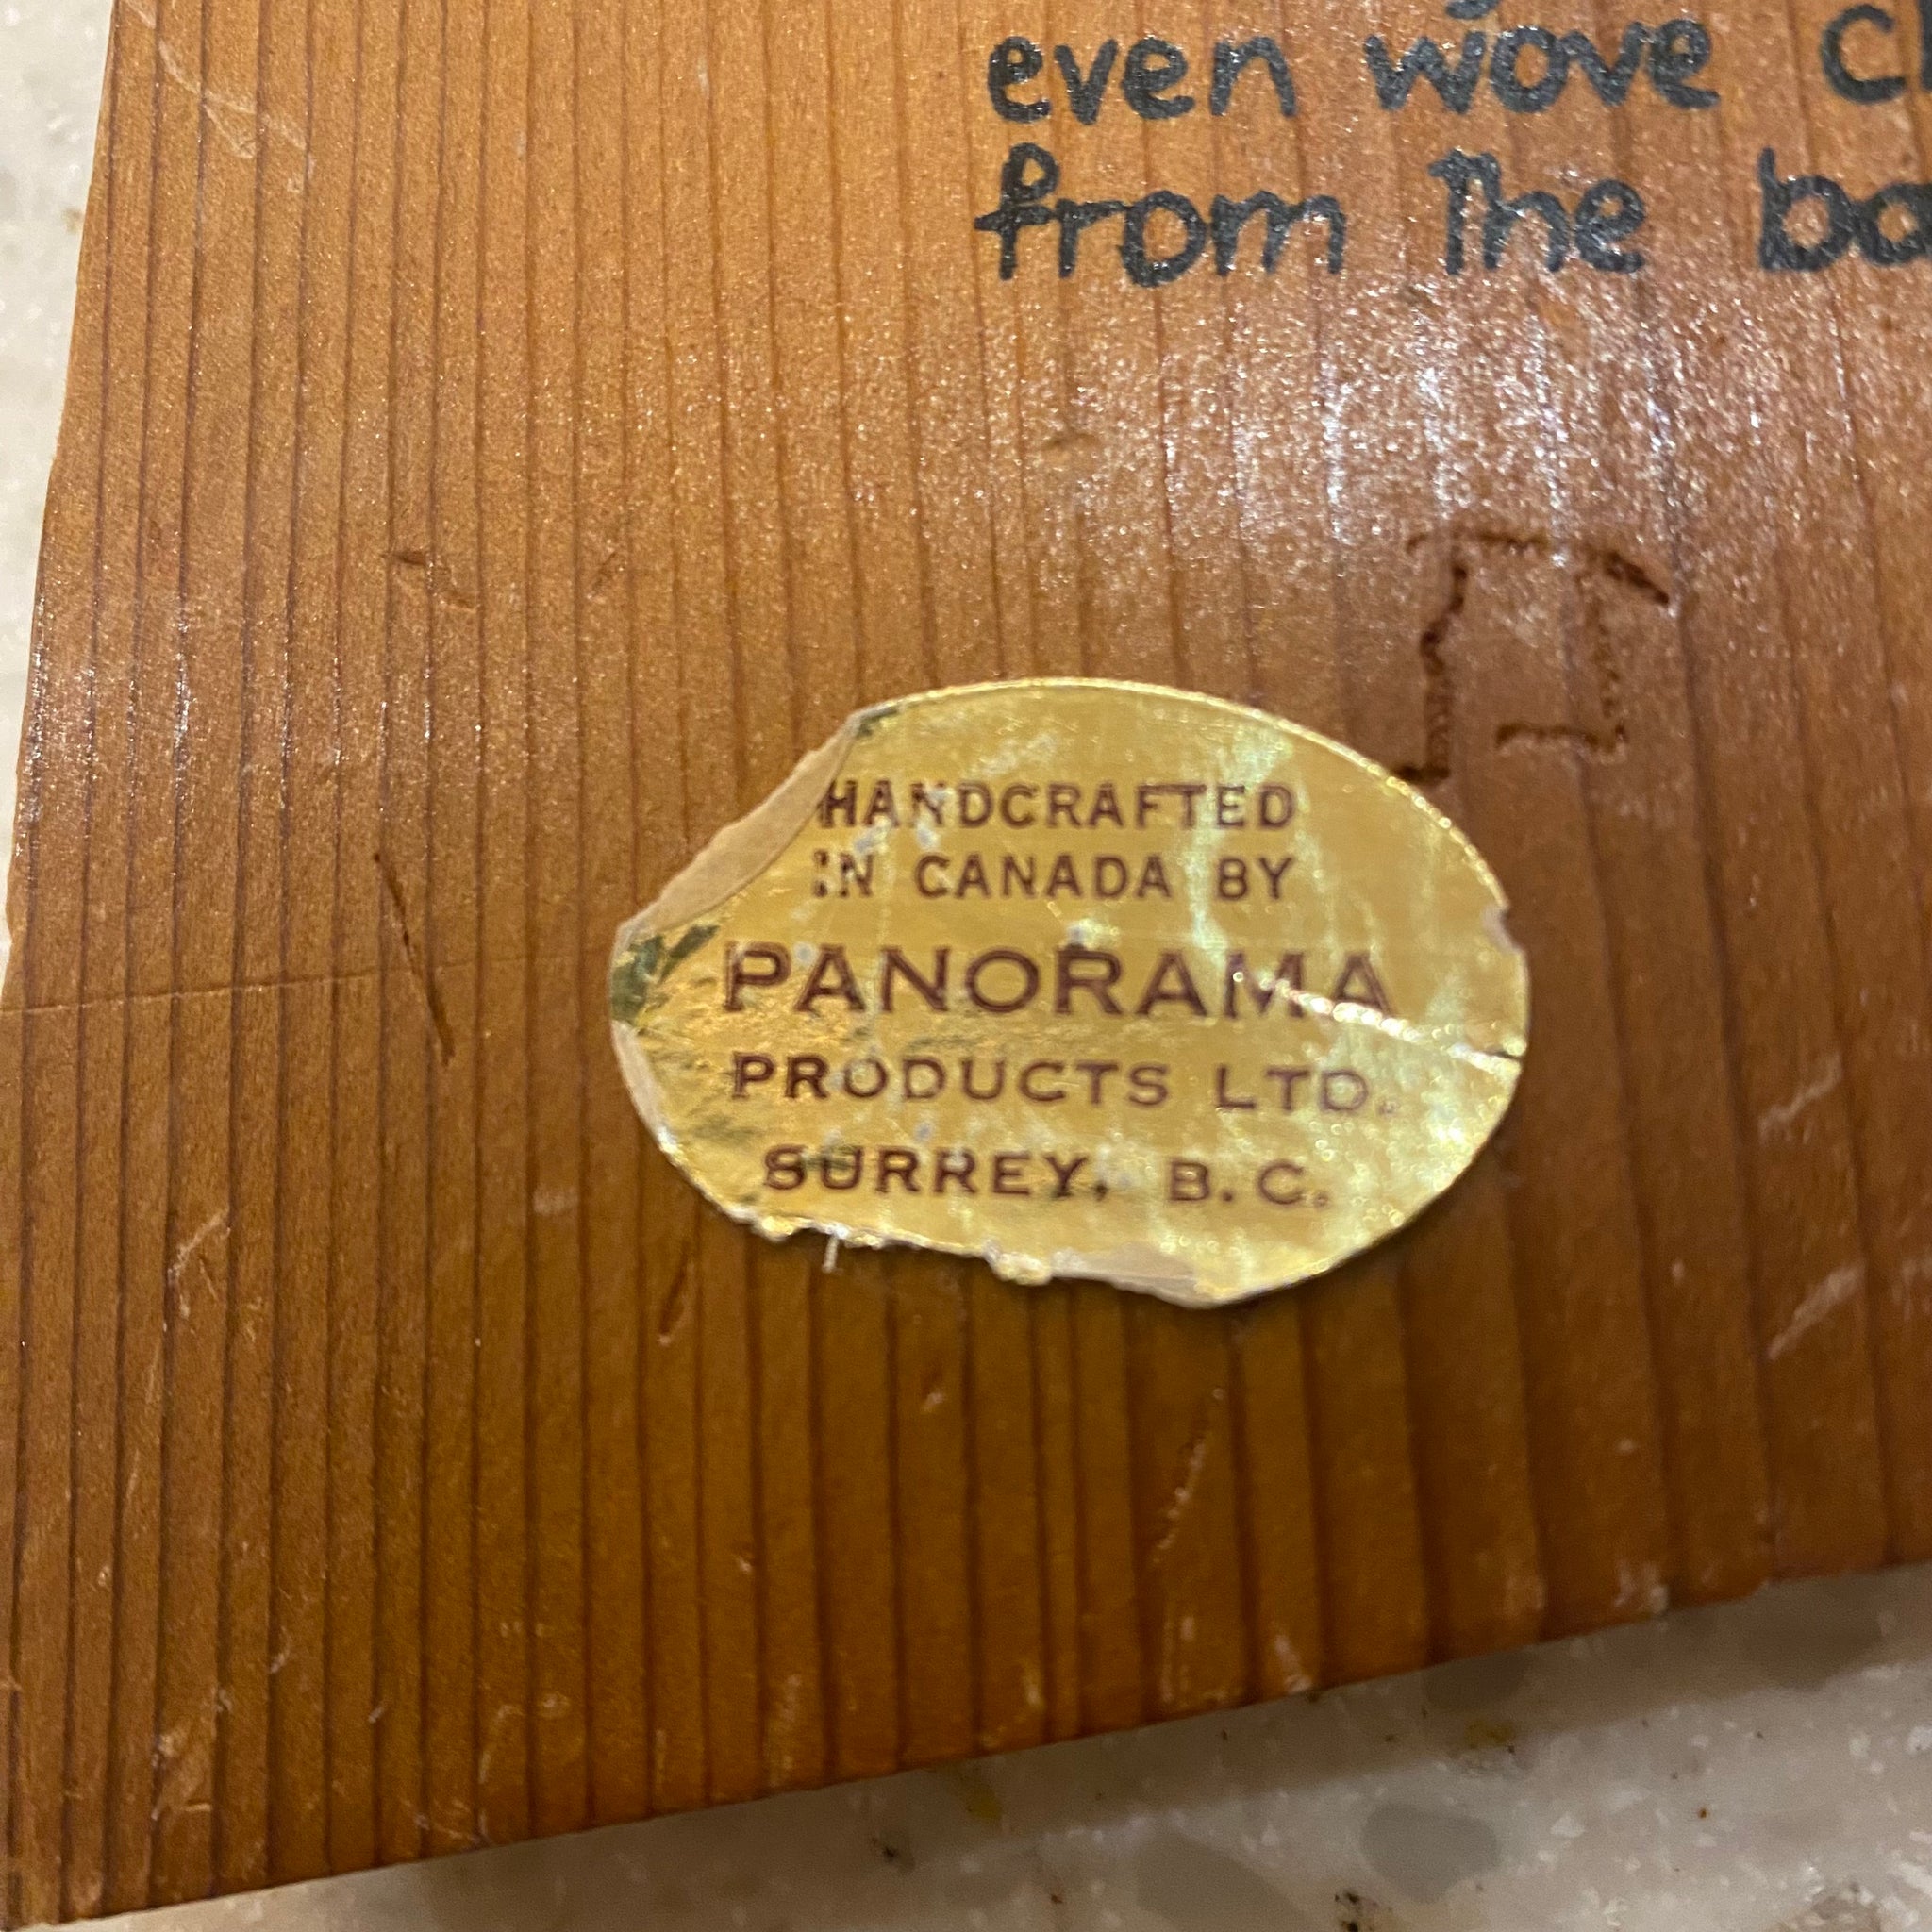 even wove
from the
HANDCRAFTED
IN CANADA BY
PANORAMA
PRODUCTS LTD.
SURREY, B.C.